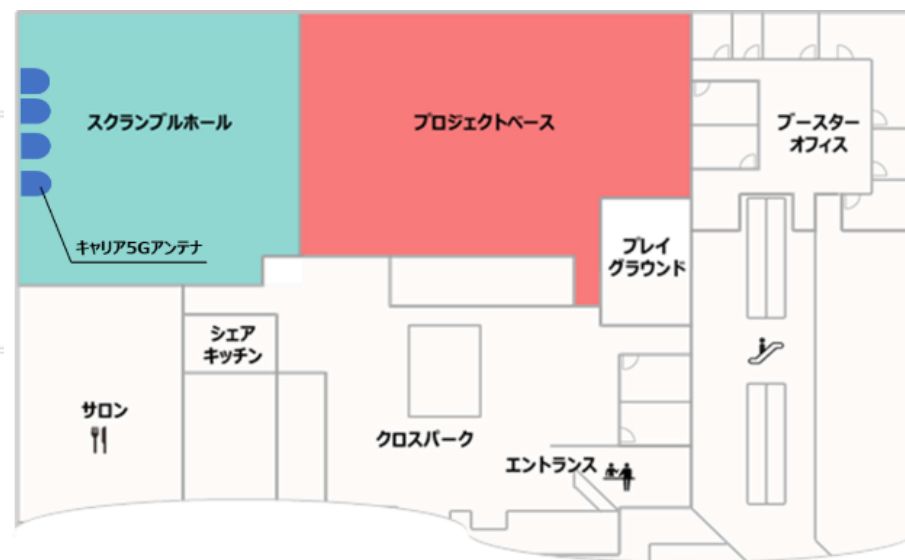 スクランブルホール
プロジェクトベース
ブースター
オフィス
キャリア5Gアンテナ
プレイ
グラウンド
シェア
キッチン
サロン
クロスパーク
エントランス